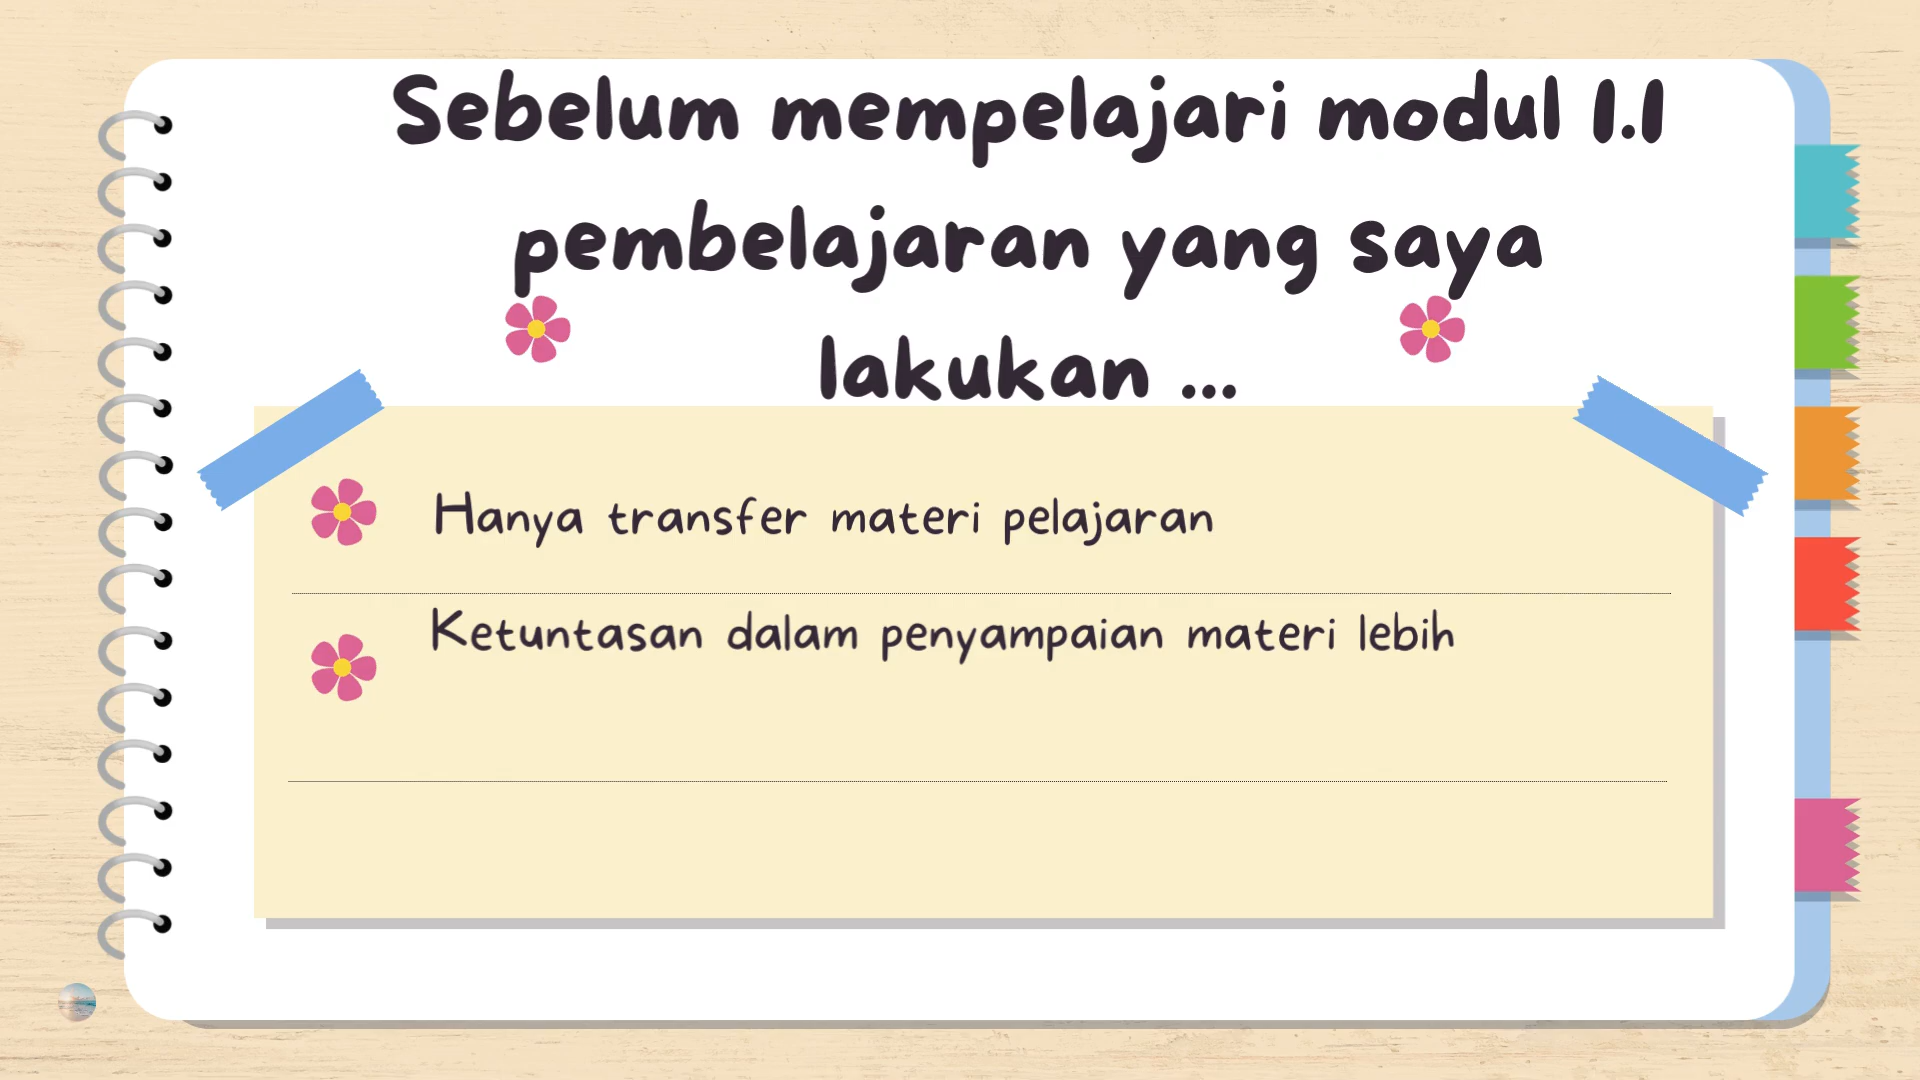 Sebelum mempelajari modul 1.1
pembelajaran yang saya
lakukan ...
Hanya transfer materi pelajaran
Ketuntasan dalam penyampaian materi lebih